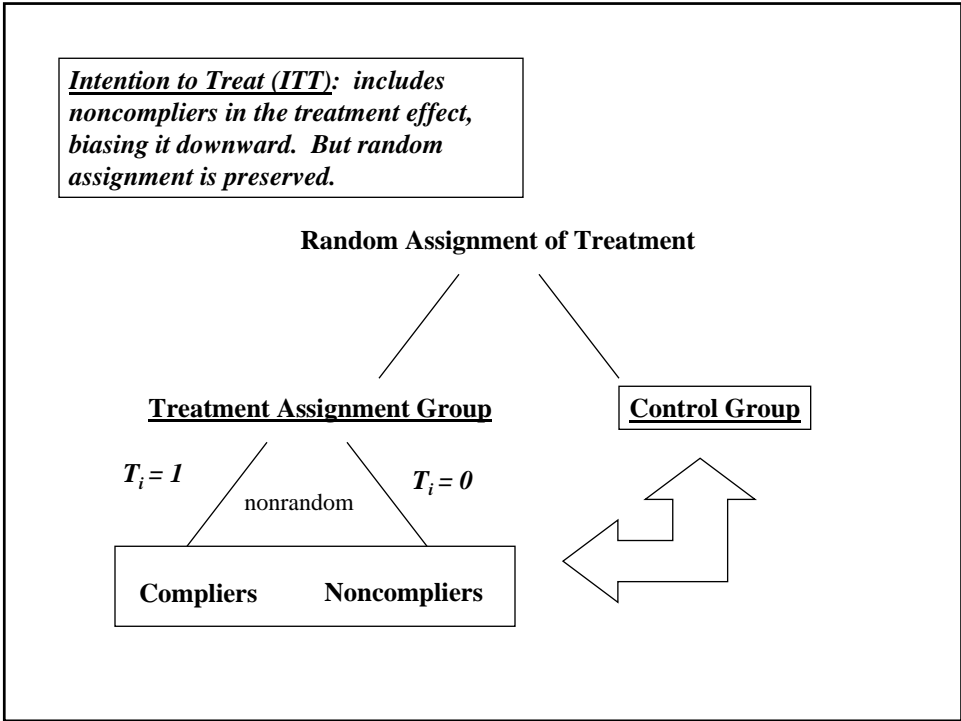 Intention to Treat (ITT): includes
noncompliers in the treatment effect,
biasing it downward. But random
assignment is preserved.
Random Assignment of Treatment
Treatment Assignment Group
Control Group
Tᵢ = 1
Tᵢ = 0
nonrandom
Compliers
Noncompliers